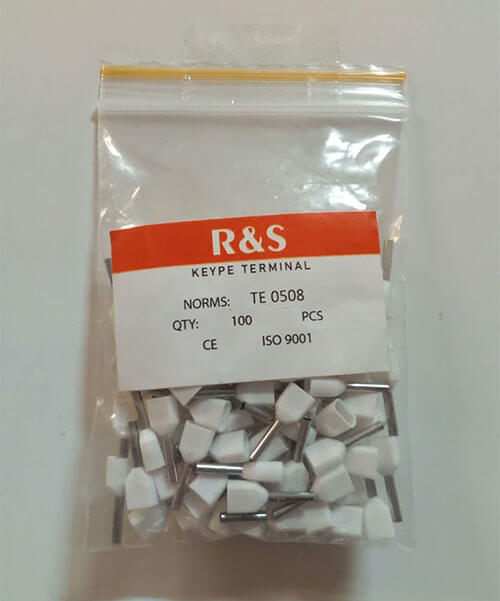 R&S
KEYPE TERMINAL
NORMS: TE 0508
QTY: 100 PCS
CE ISO 9001